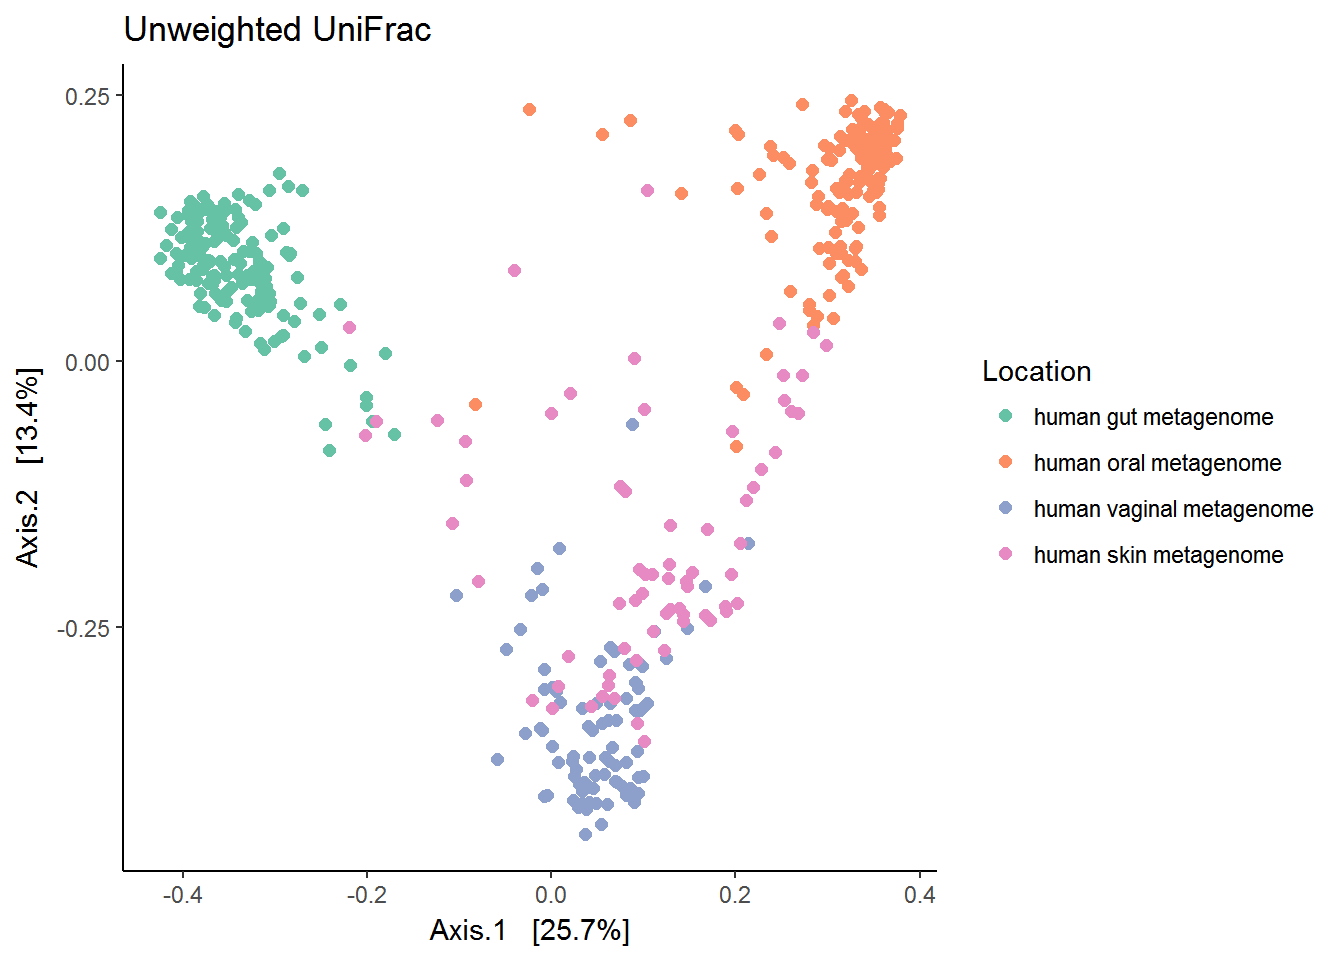 Unweighted UniFrac
0.25
0.00
-0.25
Axis.2 [13.4%]
-0.4
-0.2
0.0
0.2
0.4
Axis.1 [25.7%]
Location
human gut metagenome
human oral metagenome
human vaginal metagenome
human skin metagenome